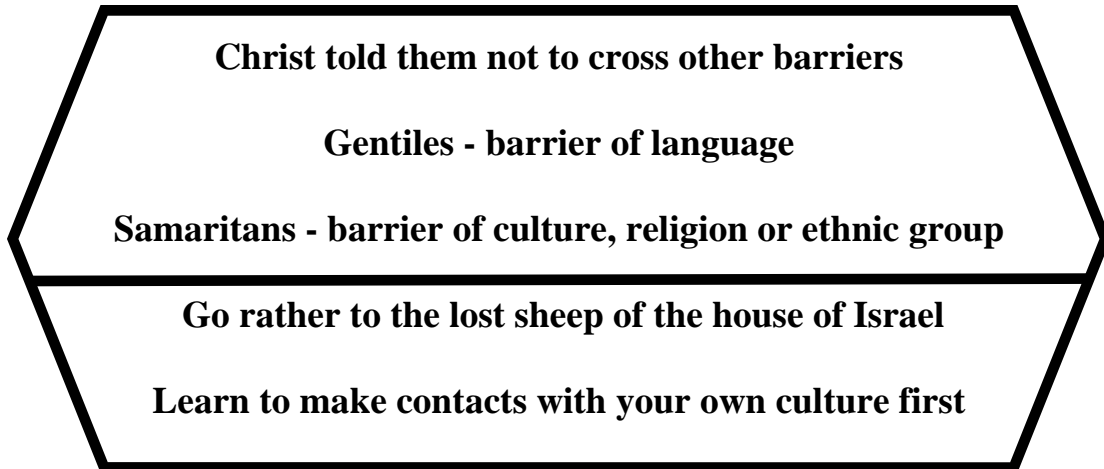 Christ told them not to cross other barriers
Gentiles - barrier of language
Samaritans - barrier of culture, religion or ethnic group
Go rather to the lost sheep of the house of Israel
Learn to make contacts with your own culture first